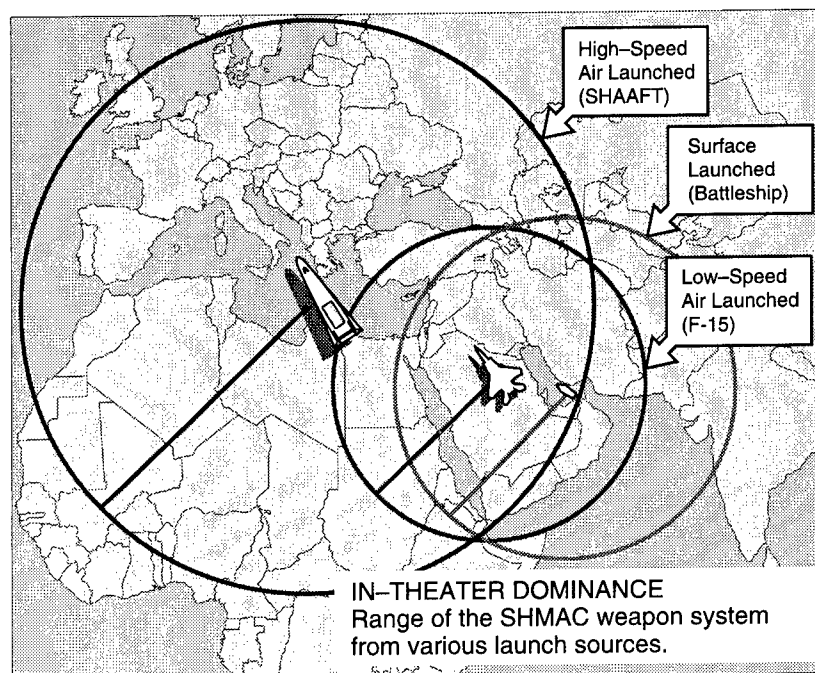 High–Speed
Air Launched
(SHAAFT)
Surface
Launched
(Battleship)
Low–Speed
Air Launched
(F-15)
IN–THEATER DOMINANCE
Range of the SHMAC weapon system
from various launch sources.